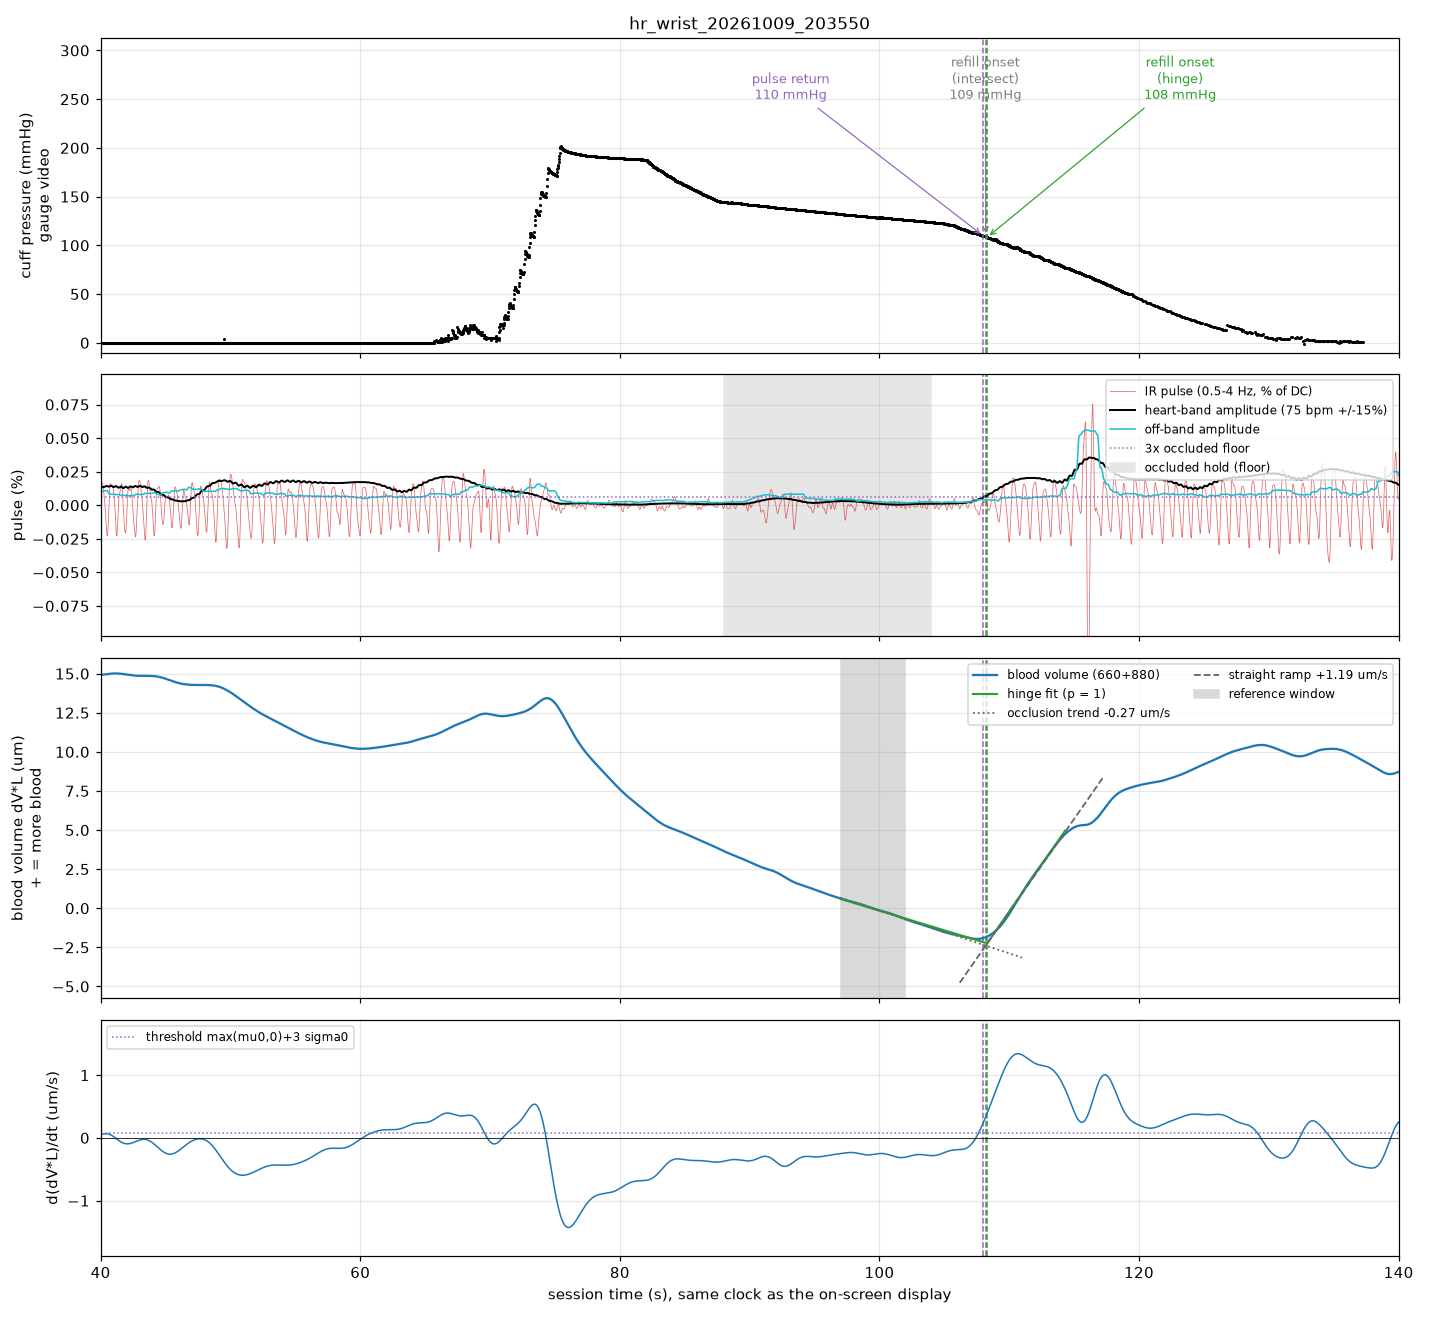 hr_wrist_20261009_203550
cuff pressure (mmHg)
gauge video
300
250
200
150
100
50
0
pulse return
110 mmHg
refill onset
(intersect)
109 mmHg
refill onset
(hinge)
108 mmHg
pulse (%)
0.075
0.050
0.025
0.000
−0.025
−0.050
−0.075
IR pulse (0.5-4 Hz, % of DC)
heart-band amplitude (75 bpm +/-15%)
off-band amplitude
3x occluded floor
occluded hold (floor)
blood volume dV*L (um)
+ = more blood
15.0
12.5
10.0
7.5
5.0
2.5
0.0
−2.5
−5.0
blood volume (660+880)
hinge fit (p = 1)
occlusion trend -0.27 um/s
straight ramp +1.19 um/s
reference window
d(dV*L)/dt (um/s)
1
0
−1
threshold max(mu0,0)+3 sigma0
40
60
80
100
120
140
session time (s), same clock as the on-screen display